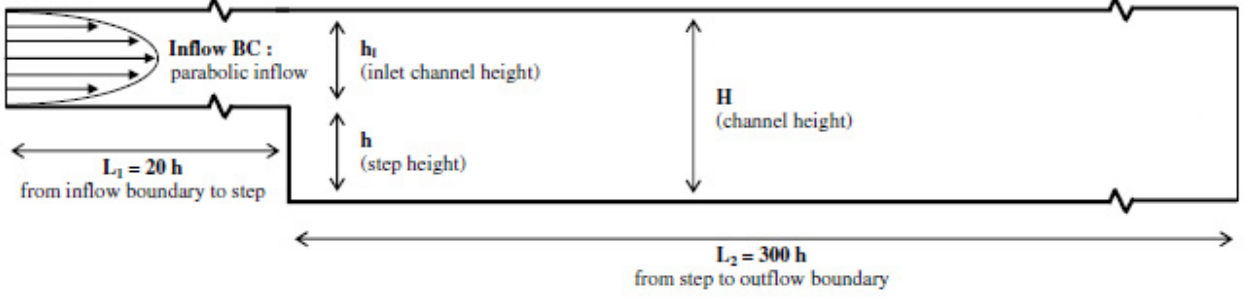 Inflow BC :
parabolic inflow
hᵢ
(inlet channel height)
H
(channel height)
h
(step height)
L₁ = 20 h
from inflow boundary to step
L₂ = 300 h
from step to outflow boundary